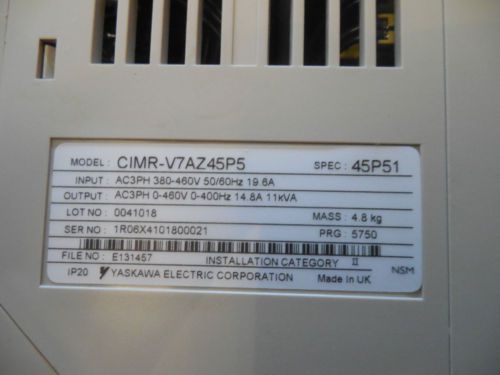 MODEL : CIMR-V7AZ45P5 SPEC : 45P51
INPUT : AC3PH 380-460V 50/60Hz 19.6A
OUTPUT : AC3PH 0-460V 0-400Hz 14.8A 11kVA
LOT NO : 0041018 MASS : 4.8 kg
SER NO : 1R06X4101800021 PRG : 5750
FILE NO : E131457 INSTALLATION CATEGORY II
IP20 YASKAWA ELECTRIC CORPORATION Made In UK NSM